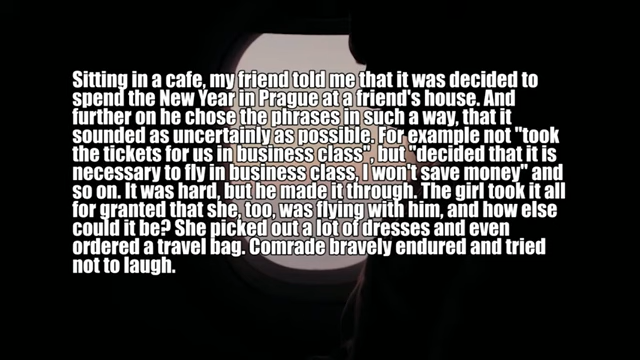 Sitting in a cafe, my friend told me that it was decided to
spend the New Year in Prague at a friend's house. And
further on he chose the phrases in such a way, that it
sounded as uncertainly as possible. For example not "took
the tickets for us in business class", but "decided that it is
necessary to fly in business class, I won't save money" and
so on. It was hard, but he made it through. The girl took it all
for granted that she, too, was flying with him, and how else
could it be? She picked out a lot of dresses and even
ordered a travel bag. Comrade bravely endured and tried
not to laugh.